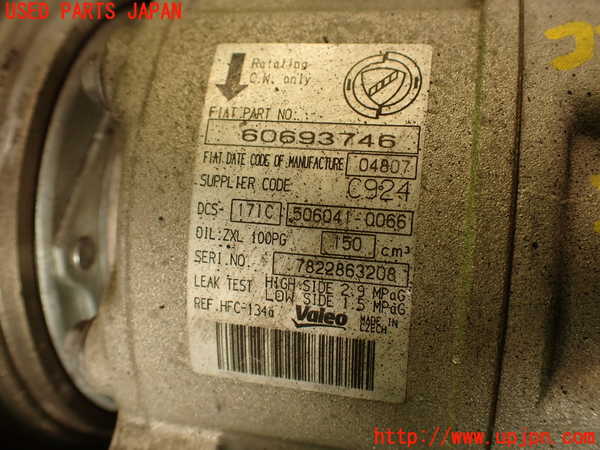 USED PARTS JAPAN
Rotating
C.W. only
FIAT PART NO.
60693746
FIAT DATE CODE OF MANUFACTURE 04807
SUPPLIER CODE C924
DCS- 171C 506041-0066
OIL:ZXL 100PG 150 cm³
SERI.NO. 7822863208
LEAK TEST HIGH SIDE 2.9 MPaG
LOW SIDE 1.5 MPaG
REF.HFC-134a Valeo MADE IN CZECH
http://www.upjpn.com/